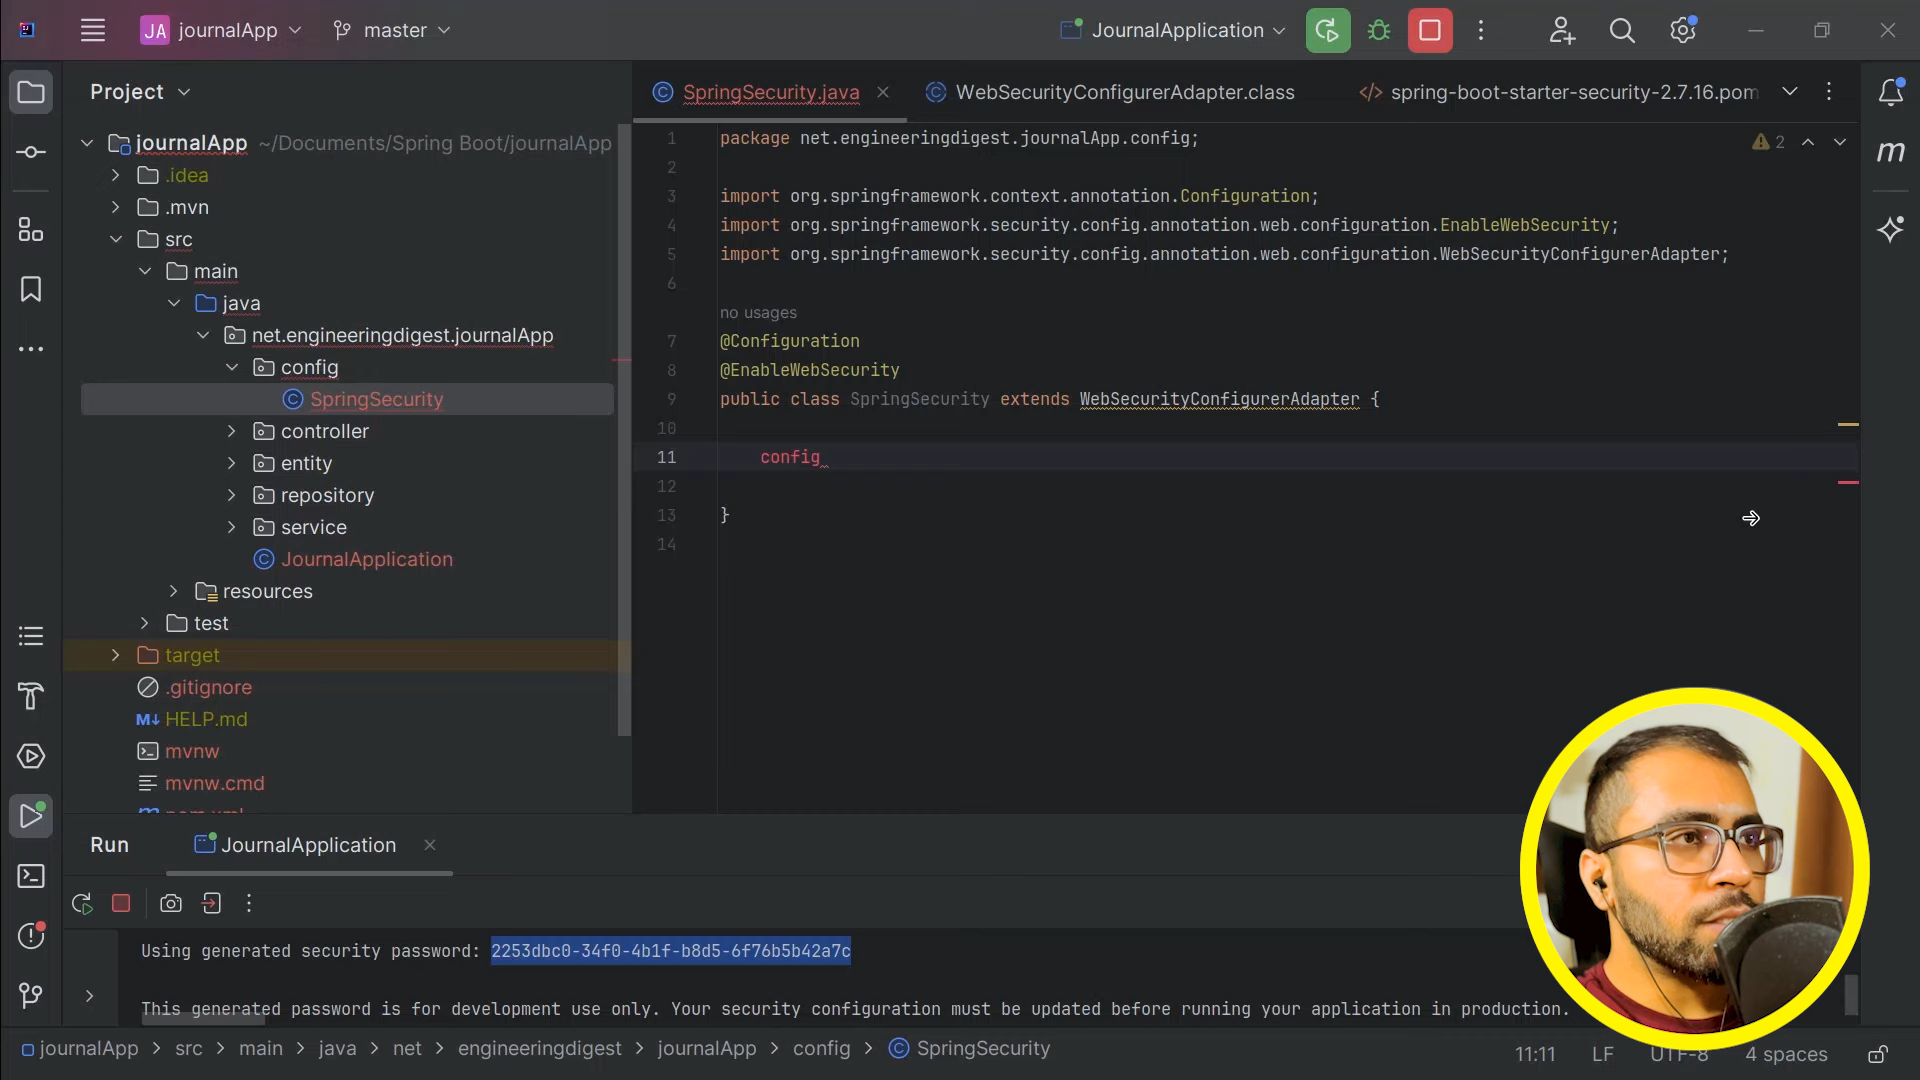 JA journalApp master JournalApplication
Project
SpringSecurity.java WebSecurityConfigurerAdapter.class spring-boot-starter-security-2.7.16.pom
journalApp ~/Documents/Spring Boot/journalApp
.idea
.mvn
src
main
java
net.engineeringdigest.journalApp
config
SpringSecurity
controller
entity
repository
service
JournalApplication
resources
test
target
.gitignore
M↓ HELP.md
mvnw
mvnw.cmd
1 package net.engineeringdigest.journalApp.config;
2
3 import org.springframework.context.annotation.Configuration;
4 import org.springframework.security.config.annotation.web.configuration.EnableWebSecurity;
5 import org.springframework.security.config.annotation.web.configuration.WebSecurityConfigurerAdapter;
6
no usages
7 @Configuration
8 @EnableWebSecurity
9 public class SpringSecurity extends WebSecurityConfigurerAdapter {
10
11 config
12
13 }
14
2
m
Run JournalApplication
Using generated security password: 2253dbc0-34f0-4b1f-b8d5-6f76b5b42a7c
This generated password is for development use only. Your security configuration must be updated before running your application in production.
journalApp > src > main > java > net > engineeringdigest > journalApp > config > SpringSecurity
11:11 LF UTF-8 4 spaces